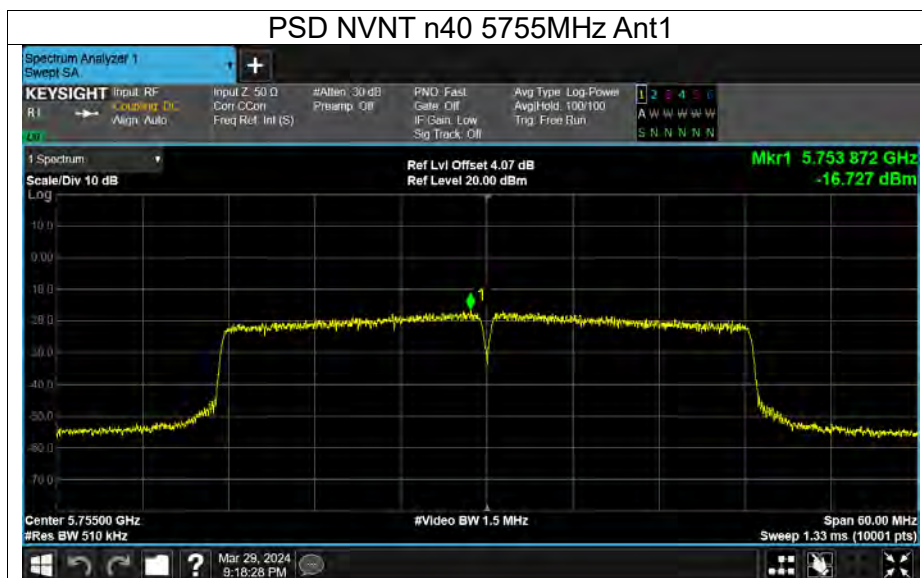 PSD NVNT n40 5755MHz Ant1
Spectrum Analyzer 1
Swept SA
+
KEYSIGHT Input: RF Input Z: 50 Ω #Atten: 30 dB PNO: Fast Avg Type: Log-Power 1 2 3 4 5 6
R L Coupling: DC Corr CCorr Preamp: Off Gate: Off Avg|Hold: 100/100 A W W W W W
Align: Auto Freq Ref: Int (S) IF Gain: Low Trig: Free Run
Sig Track: Off S N N N N N
1 Spectrum Ref Lvl Offset 4.07 dB Mkr1 5.753 872 GHz
Scale/Div 10 dB Ref Level 20.00 dBm -16.727 dBm
Log
10.0
0.00
-10.0
1
-20.0
-30.0
-40.0
-50.0
-60.0
-70.0
Center 5.75500 GHz #Video BW 1.5 MHz Span 60.00 MHz
#Res BW 510 kHz Sweep 1.33 ms (10001 pts)
? Mar 29, 2024
9:18:28 PM